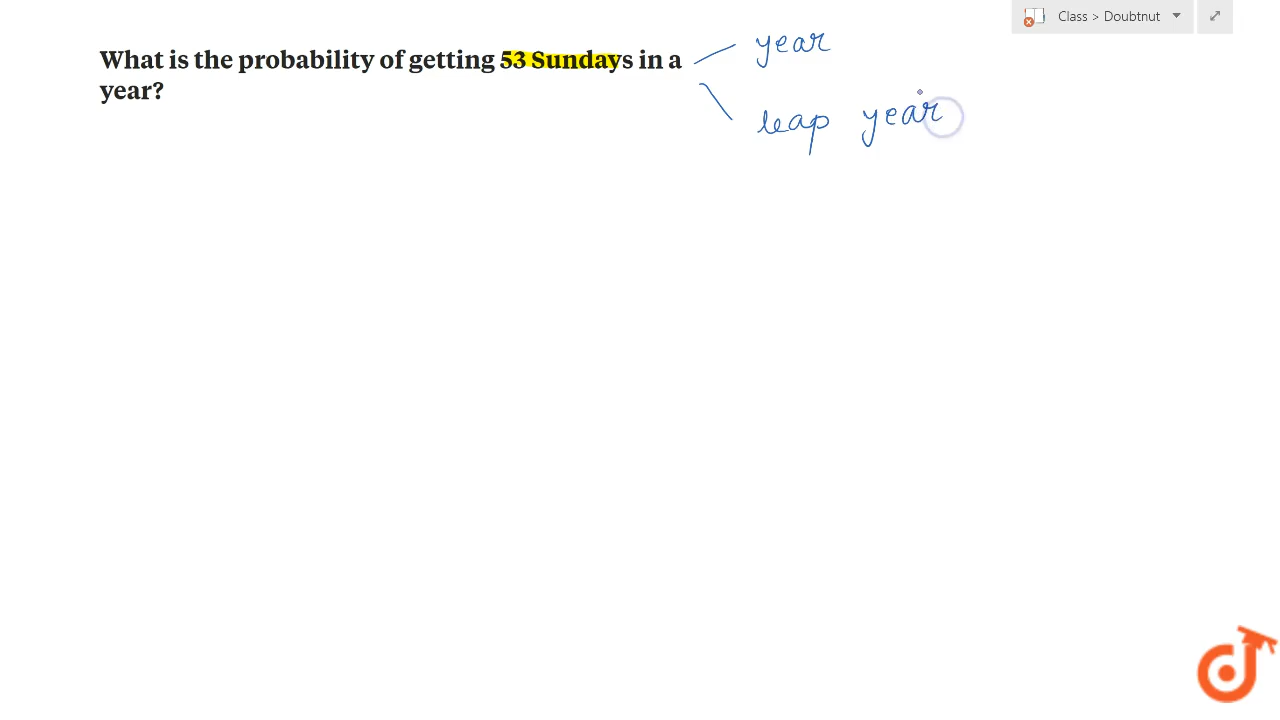 Class > Doubtnut
What is the probability of getting 53 Sundays in a
year?
year
leap year